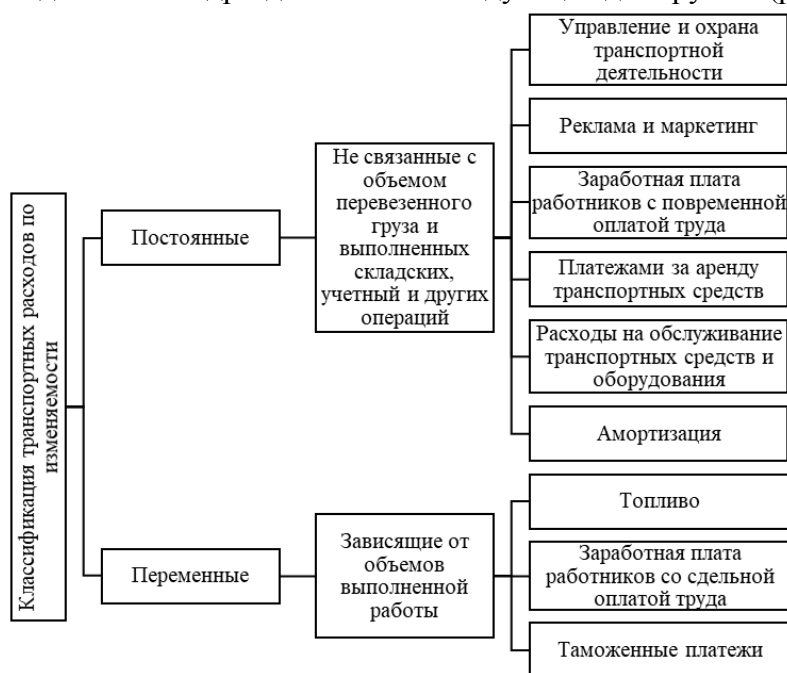 Управление и охрана
транспортной
деятельности
Реклама и маркетинг
Заработная плата
работников с повременной
оплатой труда
Платежами за аренду
транспортных средств
Расходы на обслуживание
транспортных средств и
оборудования
Амортизация
Не связанные с
объемом
перевезенного
груза и
выполненных
складских,
учетный и других
операций
Постоянные
Классификация транспортных расходов по
изменяемости
Переменные
Зависящие от
объемов
выполненной
работы
Топливо
Заработная плата
работников со сдельной
оплатой труда
Таможенные платежи